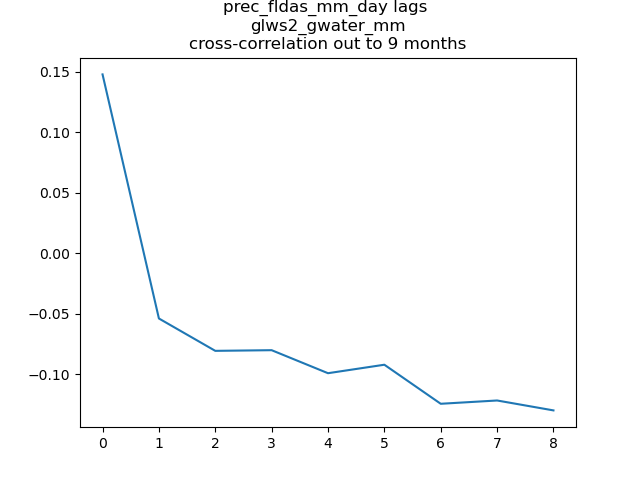 prec_fldas_mm_day lags
glws2_gwater_mm
cross-correlation out to 9 months
0.15
0.10
0.05
0.00
−0.05
−0.10
0 1 2 3 4 5 6 7 8